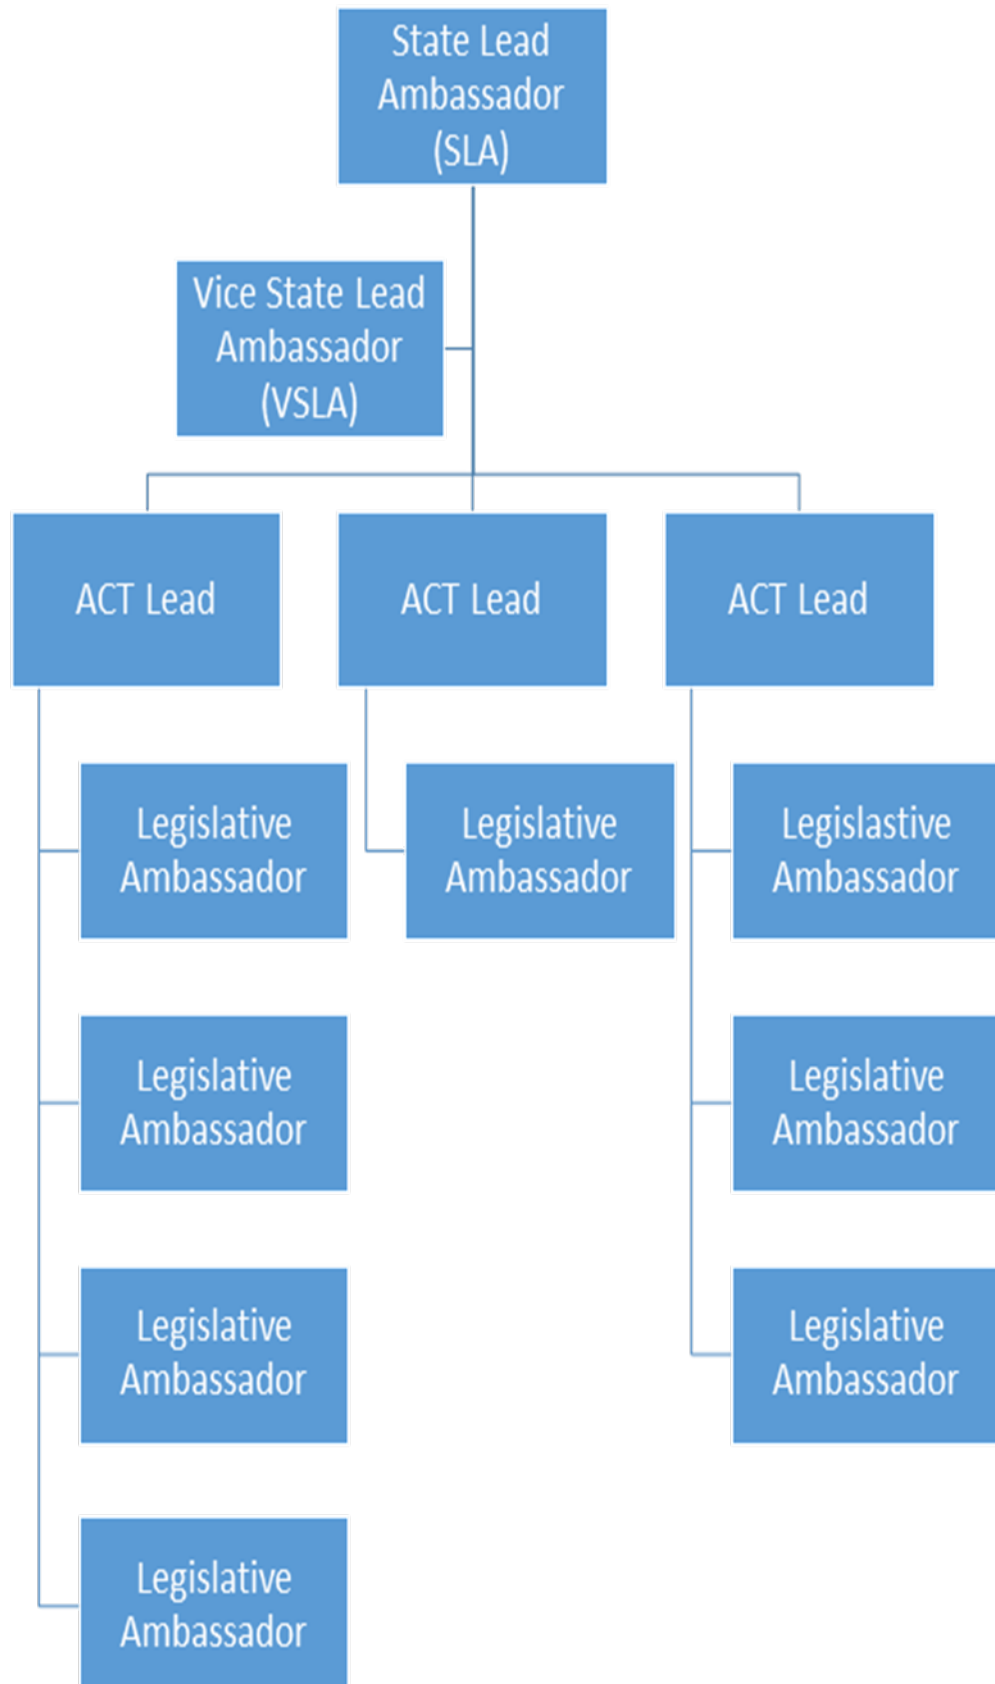 State Lead
Ambassador
(SLA)
Vice State Lead
Ambassador
(VSLA)
ACT Lead
ACT Lead
ACT Lead
Legislative
Ambassador
Legislative
Ambassador
Legislastive
Ambassador
Legislative
Ambassador
Legislative
Ambassador
Legislative
Ambassador
Legislative
Ambassador
Legislative
Ambassador